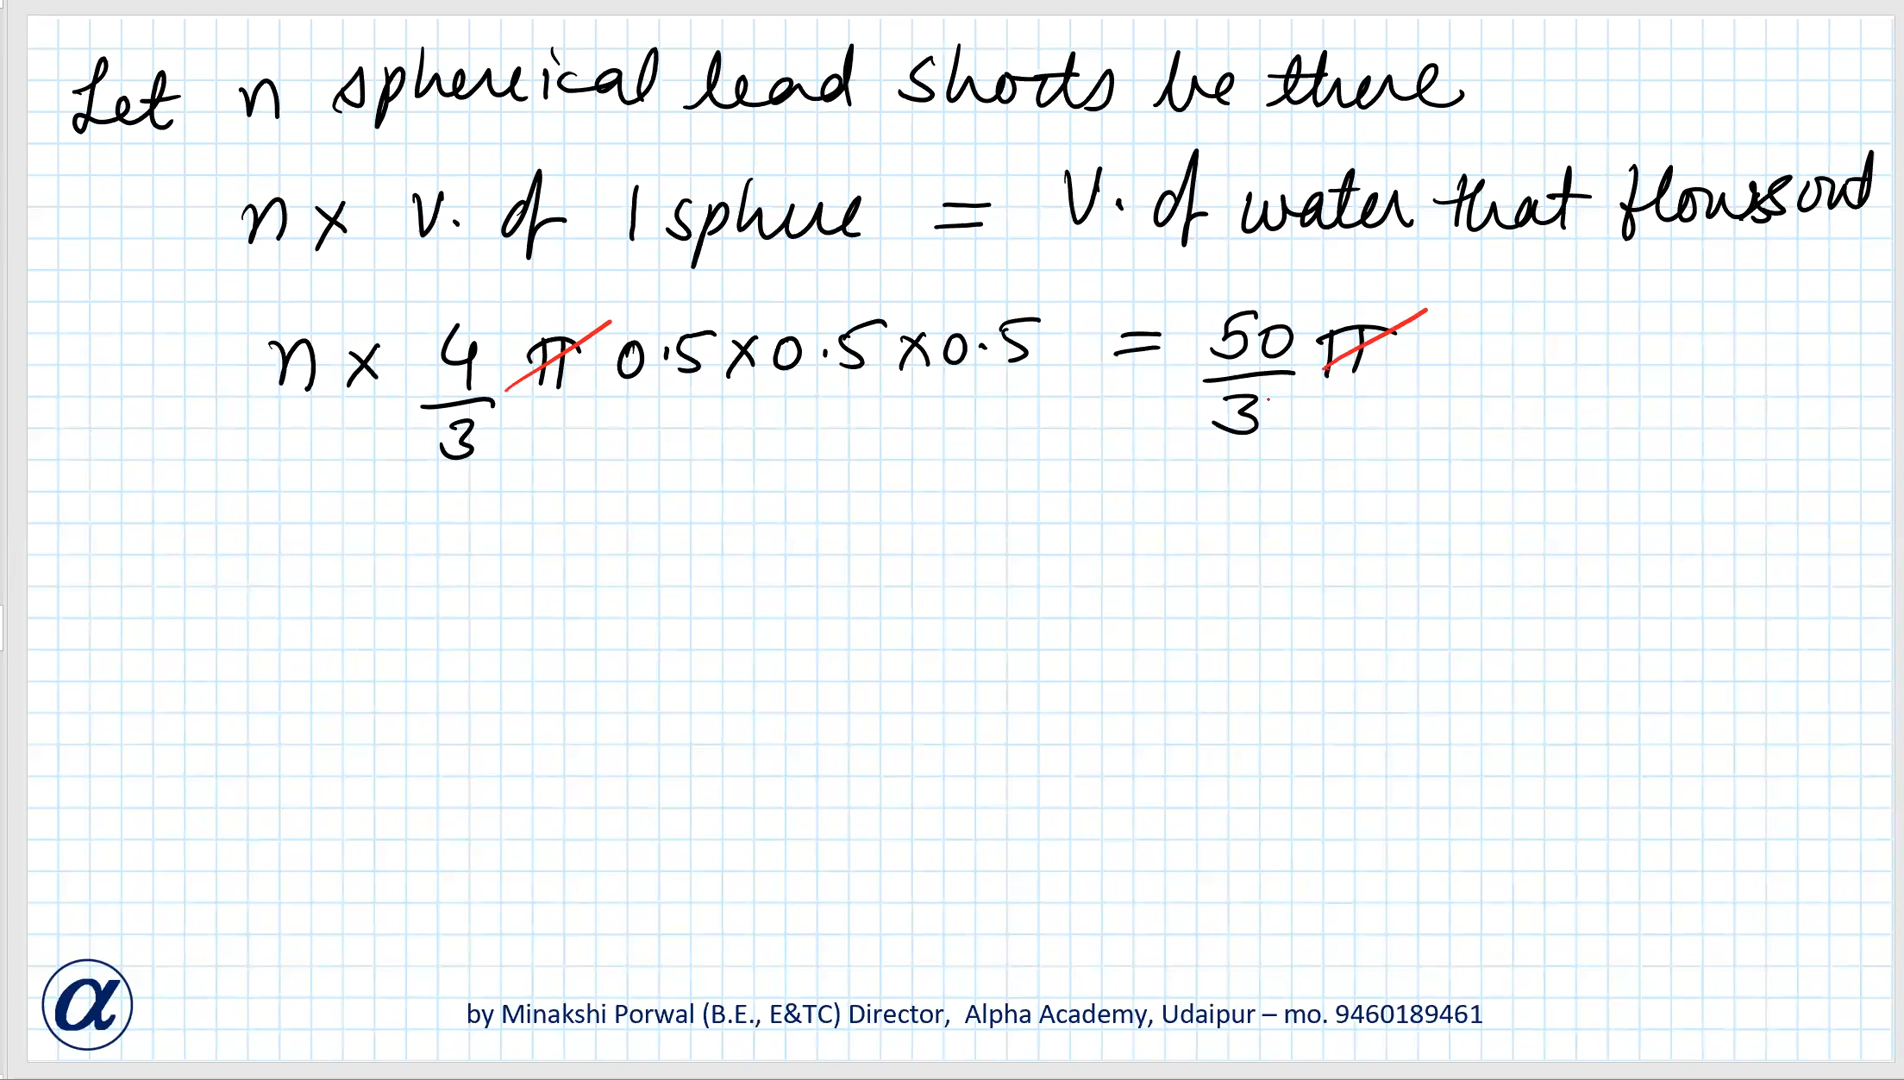 Let n sphereical lead shots be there
n × V. of 1 sphere = V. of water that flows out
n × 4/3 π 0.5 × 0.5 × 0.5 = 50/3 π
α
by Minakshi Porwal (B.E., E&TC) Director, Alpha Academy, Udaipur – mo. 9460189461